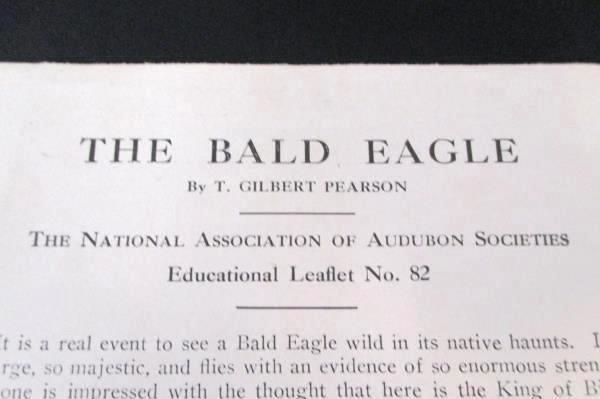 THE BALD EAGLE
By T. GILBERT PEARSON
THE NATIONAL ASSOCIATION OF AUDUBON SOCIETIES
Educational Leaflet No. 82
It is a real event to see a Bald Eagle wild in its native haunts.
so majestic, and flies with an evidence of so enormous
one is impressed with the thought that here is the King of